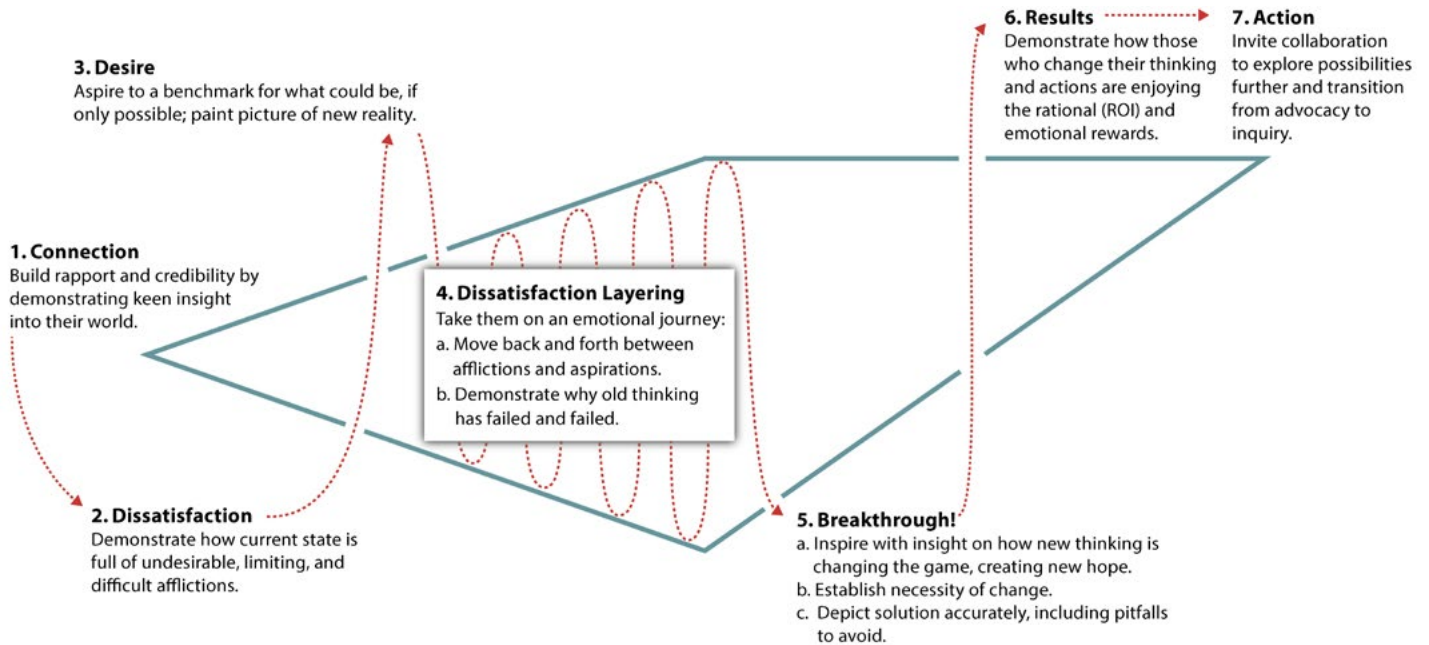 1. Connection
Build rapport and credibility by
demonstrating keen insight
into their world.
2. Dissatisfaction
Demonstrate how current state is
full of undesirable, limiting, and
difficult afflictions.
3. Desire
Aspire to a benchmark for what could be, if
only possible; paint picture of new reality.
4. Dissatisfaction Layering
Take them on an emotional journey:
a. Move back and forth between
afflictions and aspirations.
b. Demonstrate why old thinking
has failed and failed.
5. Breakthrough!
a. Inspire with insight on how new thinking is
changing the game, creating new hope.
b. Establish necessity of change.
c. Depict solution accurately, including pitfalls
to avoid.
6. Results
Demonstrate how those
who change their thinking
and actions are enjoying
the rational (ROI) and
emotional rewards.
7. Action
Invite collaboration
to explore possibilities
further and transition
from advocacy to
inquiry.